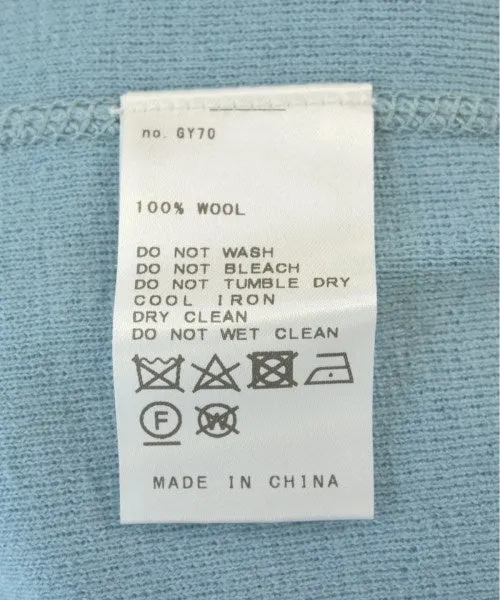 no. GY70
100% WOOL
DO NOT WASH
DO NOT BLEACH
DO NOT TUMBLE DRY
COOL IRON
DRY CLEAN
DO NOT WET CLEAN
F W
MADE IN CHINA